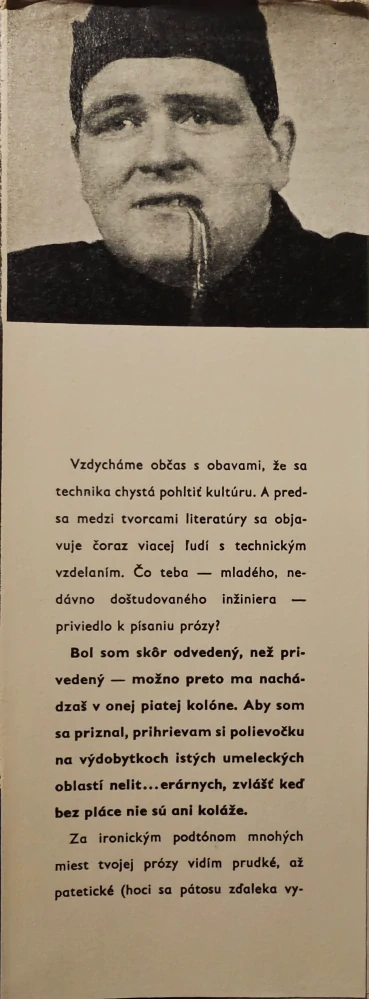 Vzdycháme občas s obavami, že sa
technika chystá pohltiť kultúru. A pred-
sa medzi tvorcami literatúry sa obja-
vuje čoraz viacej ľudí s technickým
vzdelaním. Čo teba — mladého, ne-
dávno doštudovaného inžiniera —
priviedlo k písaniu prózy?
Bol som skôr odvedený, než pri-
vedený — možno preto ma nachá-
dzaš v onej piatej kolóne. Aby som
sa priznal, prihrievam si polievočku
na výdobytkoch istých umeleckých
oblastí nelit...erárnych, zvlášť keď
bez pláce nie sú ani koláže.
Za ironickým podtónom mnohých
miest tvojej prózy vidím prudké, až
patetické (hoci sa pátosu zďaleka vy-